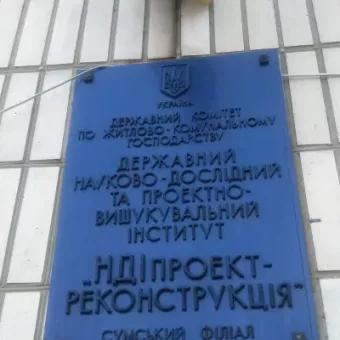 УКРАЇНА
ДЕРЖАВНИЙ КОМІТЕТ
ПО ЖИТЛОВО-КОМУНАЛЬНОМУ
ГОСПОДАРСТВУ
ДЕРЖАВНИЙ
НАУКОВО-ДОСЛІДНИЙ
ТА ПРОЕКТНО-
ВИШУКУВАЛЬНИЙ
ІНСТИТУТ
„НДІПРОЕКТ-
РЕКОНСТРУКЦІЯ"
СУМСЬКИЙ ФІЛІАЛ